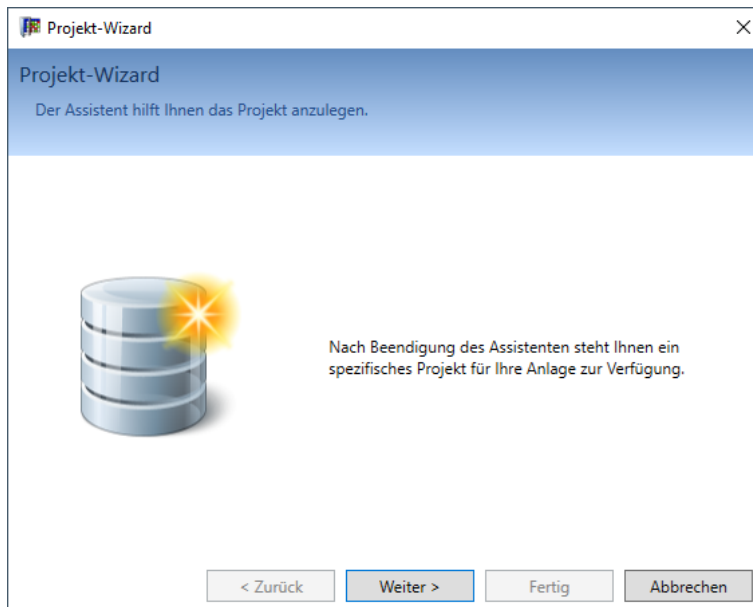 Projekt-Wizard
Projekt-Wizard
Der Assistent hilft Ihnen das Projekt anzulegen.
Nach Beendigung des Assistenten steht Ihnen ein
spezifisches Projekt für Ihre Anlage zur Verfügung.
< Zurück Weiter > Fertig Abbrechen